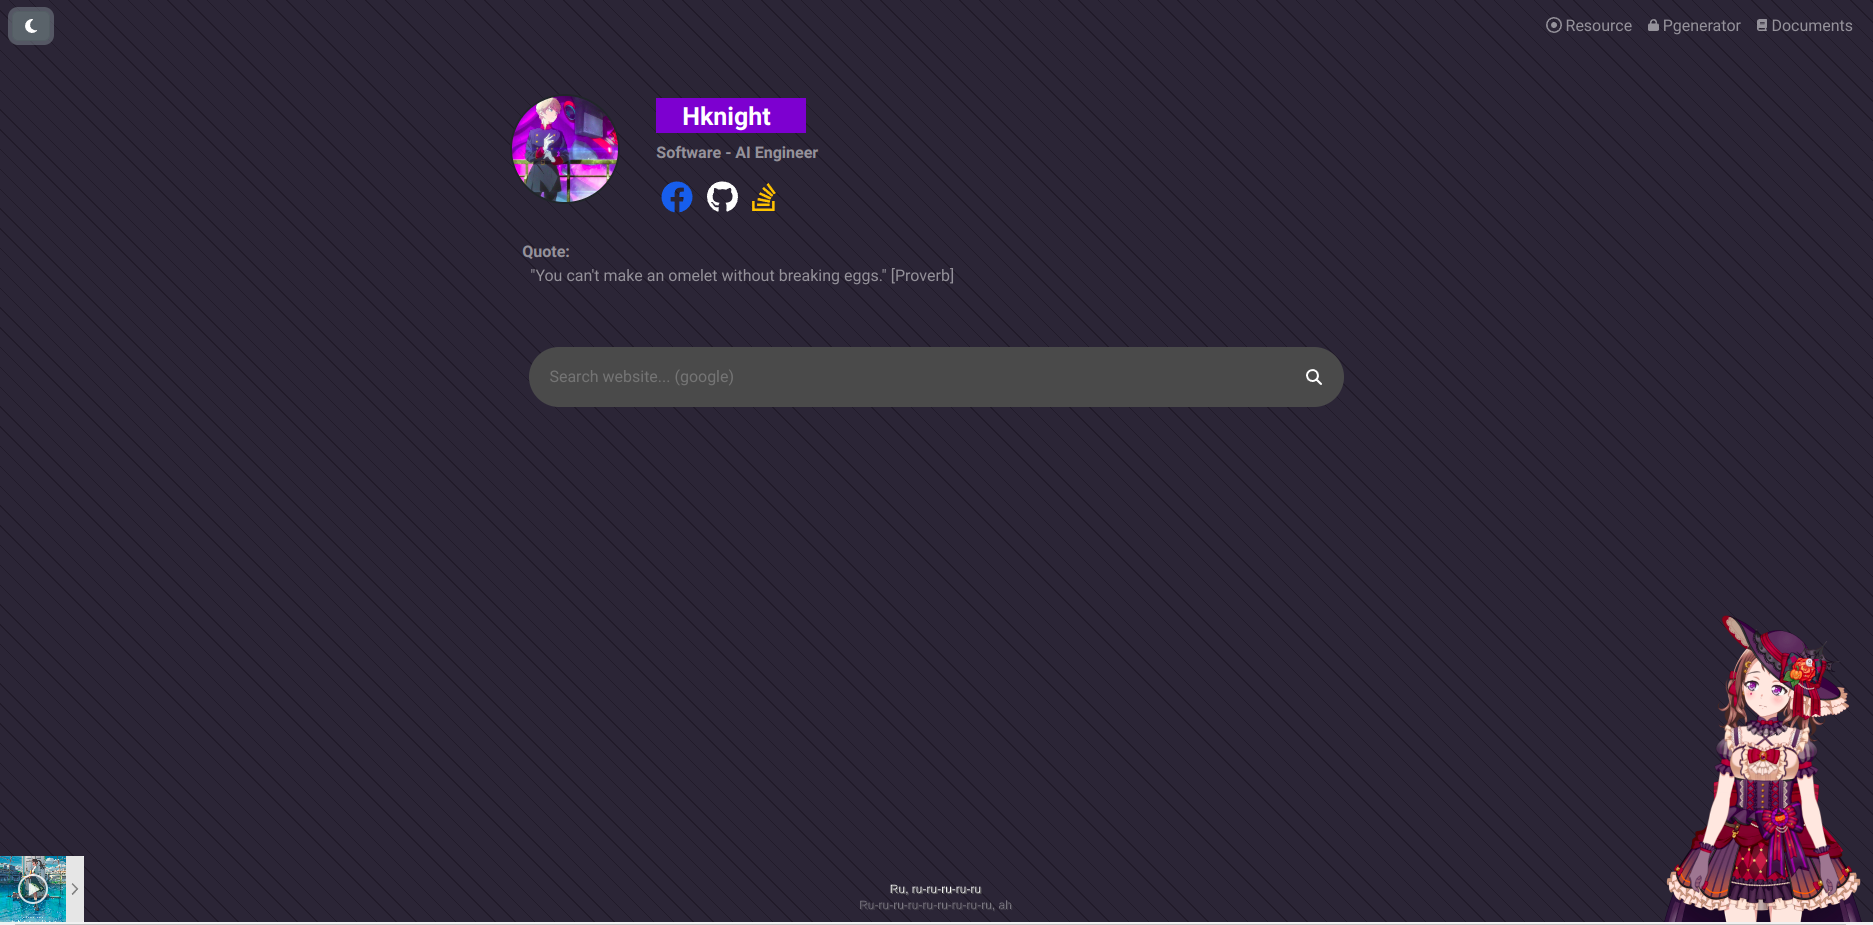 Resource Pgenerator Documents
Hknight
Software - AI Engineer
Quote:
"You can't make an omelet without breaking eggs." [Proverb]
Search website... (google)
Ru, ru-ru-ru-ru-ru
Ru-ru-ru-ru-ru-ru-ru-ru-ru, ah